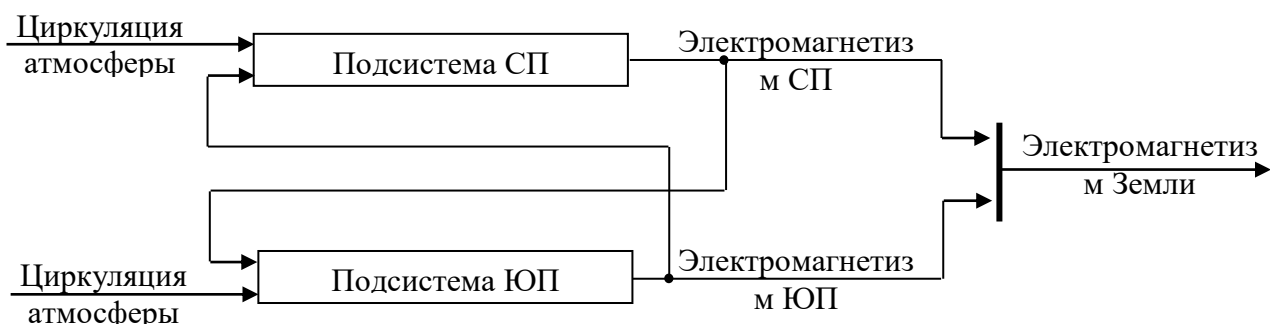 Циркуляция
атмосферы
Подсистема СП
Электромагнетиз
м СП
Электромагнетиз
м Земли
Циркуляция
атмосферы
Подсистема ЮП
Электромагнетиз
м ЮП